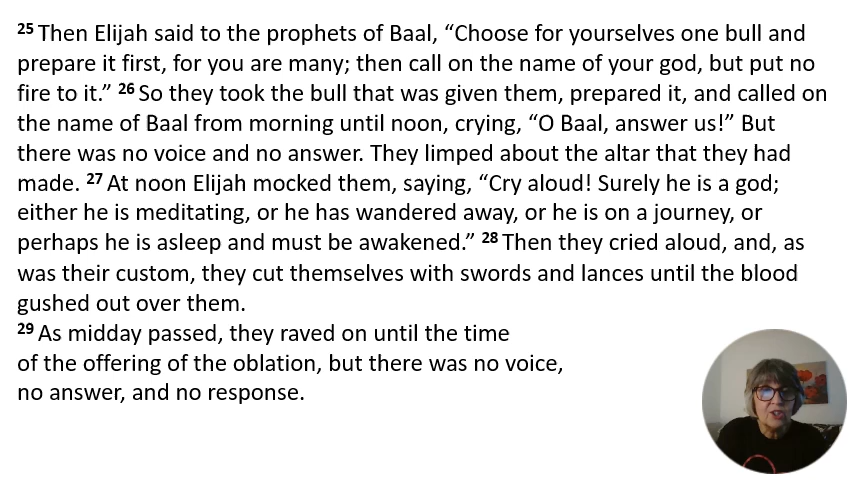 25 Then Elijah said to the prophets of Baal, “Choose for yourselves one bull and
prepare it first, for you are many; then call on the name of your god, but put no
fire to it.” 26 So they took the bull that was given them, prepared it, and called on
the name of Baal from morning until noon, crying, “O Baal, answer us!” But
there was no voice and no answer. They limped about the altar that they had
made. 27 At noon Elijah mocked them, saying, “Cry aloud! Surely he is a god;
either he is meditating, or he has wandered away, or he is on a journey, or
perhaps he is asleep and must be awakened.” 28 Then they cried aloud, and, as
was their custom, they cut themselves with swords and lances until the blood
gushed out over them.
29 As midday passed, they raved on until the time
of the offering of the oblation, but there was no voice,
no answer, and no response.